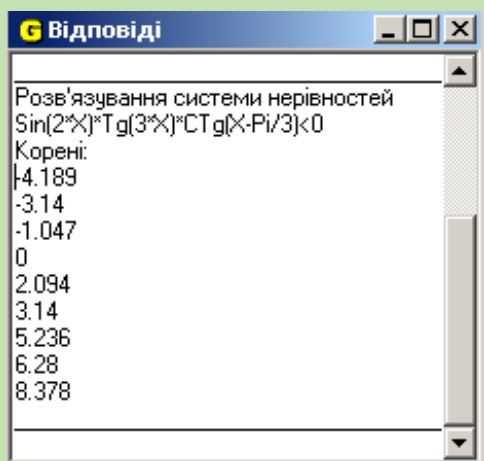 Відповіді
Розв'язування системи нерівностей
Sin(2*X)*Tg(3*X)*CTg(X-Pi/3)<0
Корені:
-4.189
-3.14
-1.047
0
2.094
3.14
5.236
6.28
8.378